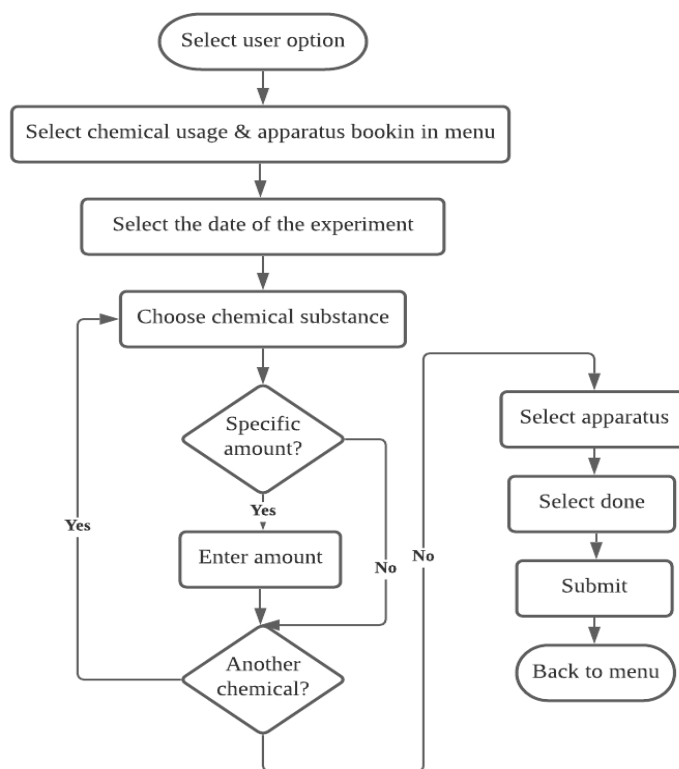 Select user option
Select chemical usage & apparatus bookin in menu
Select the date of the experiment
Choose chemical substance
Specific
amount?
Yes
Enter amount
No
Another
chemical?
Yes
No
Select apparatus
Select done
Submit
Back to menu